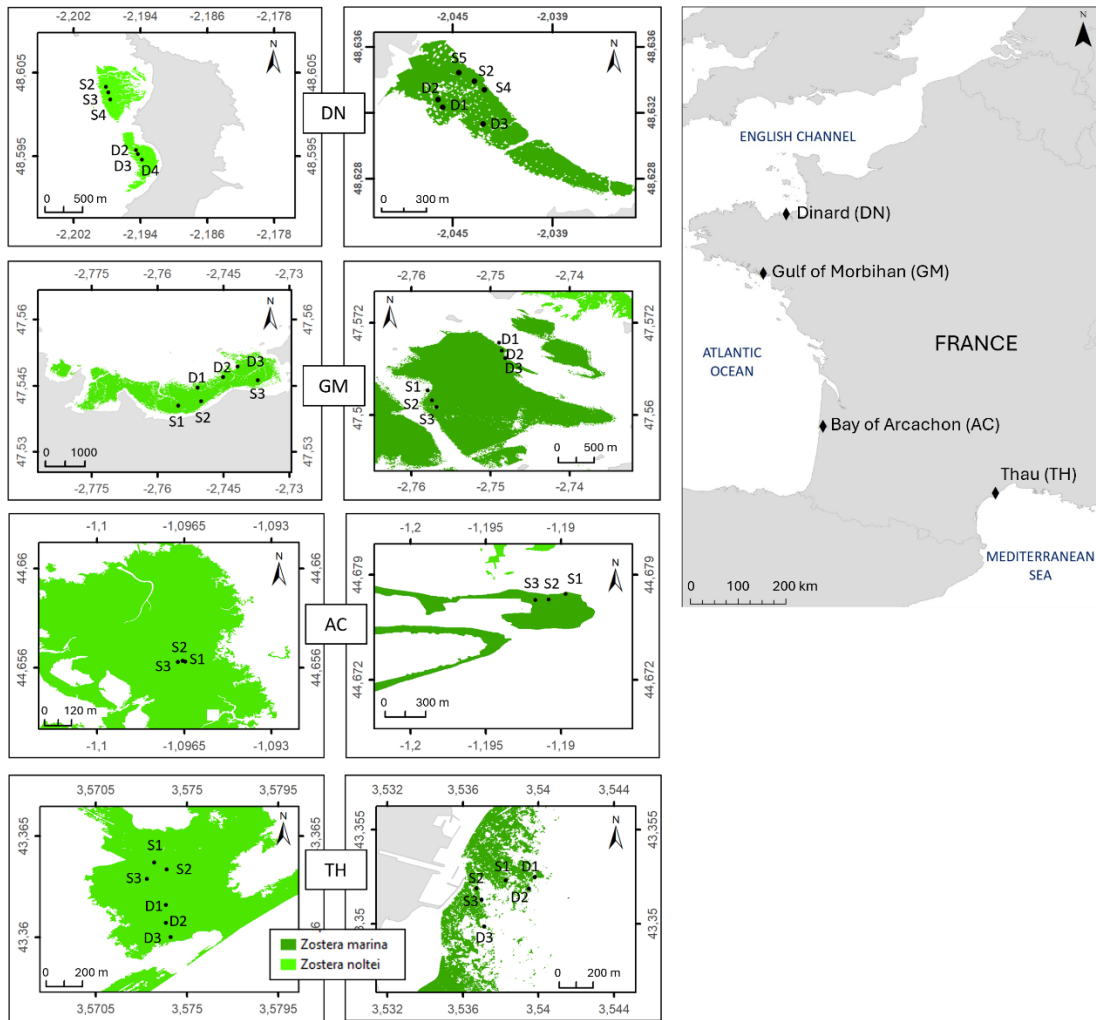 -2,202 -2,194 -2,186 -2,178
48,605
48,595
N
S2
S3
S4
D2
D3
D4
0 500 m
-2,202 -2,194 -2,186 -2,178
DN
-2,045 -2,039
48,636
48,632
48,628
N
S5
S2
S4
D2
D1
D3
0 300 m
-2,045 -2,039
48,636
48,632
48,628
-2,775 -2,76 -2,745 -2,73
47,56
47,545
47,53
N
D3
D2
D1
S3
S1 S2
0 1000
-2,775 -2,76 -2,745 -2,73
47,56
47,545
47,53
GM
-2,76 -2,75 -2,74
47,572
47,56
N
D1
D2
D3
S1
S2
S3
0 500 m
-2,76 -2,75 -2,74
47,572
-1,1 -1,0965 -1,093
44,66
44,656
N
S2
S3 S1
0 120 m
-1,1 -1,0965 -1,093
44,66
44,656
AC
-1,2 -1,195 -1,19
44,679
44,672
N
S3 S2 S1
0 300 m
-1,2 -1,195 -1,19
44,679
44,672
3,5705 3,575 3,5795
43,365
43,36
N
S1
S2
S3
D1
D2
D3
0 200 m
3,5705 3,575 3,5795
43,365
43,36
TH
Zostera marina
Zostera noltei
3,532 3,536 3,54 3,544
43,355
43,35
N
S1 D1
S2
D2
S3
D3
0 200 m
3,532 3,536 3,54 3,544
43,355
43,35
N
ENGLISH CHANNEL
Dinard (DN)
Gulf of Morbihan (GM)
FRANCE
ATLANTIC
OCEAN
Bay of Arcachon (AC)
Thau (TH)
MEDITERRANEAN
SEA
0 100 200 km